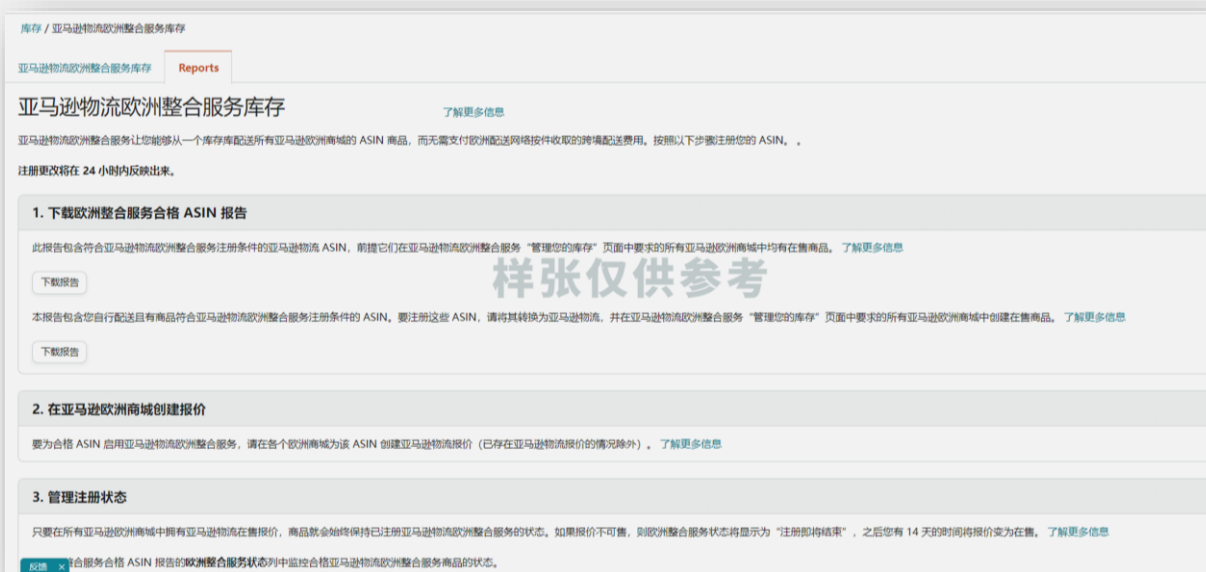 库存 / 亚马逊物流欧洲整合服务库存
亚马逊物流欧洲整合服务库存 Reports
亚马逊物流欧洲整合服务库存 了解更多信息
亚马逊物流欧洲整合服务让您能够从一个库存库配送所有亚马逊欧洲商城的 ASIN 商品，而无需支付欧洲配送网络按件收取的跨境配送费用。按照以下步骤注册您的 ASIN。 。
注册更改将在 24 小时内反映出来。
1. 下载欧洲整合服务合格 ASIN 报告
此报告包含符合亚马逊物流欧洲整合服务注册条件的亚马逊物流 ASIN，前提它们在亚马逊物流欧洲整合服务“管理您的库存”页面中要求的所有亚马逊欧洲商城中均有在售商品。 了解更多信息
样张仅供参考
下载报告
本报告包含您自行配送且有商品符合亚马逊物流欧洲整合服务注册条件的 ASIN。要注册这些 ASIN，请将其转换为亚马逊物流，并在亚马逊物流欧洲整合服务“管理您的库存”页面中要求的所有亚马逊欧洲商城中创建在售商品。 了解更多信息
下载报告
2. 在亚马逊欧洲商城创建报价
要为合格 ASIN 启用亚马逊物流欧洲整合服务，请在各个欧洲商城为该 ASIN 创建亚马逊物流报价（已存在亚马逊物流报价的情况除外）。 了解更多信息
3. 管理注册状态
只要在所有亚马逊欧洲商城中拥有亚马逊物流在售报价，商品就会始终保持已注册亚马逊物流欧洲整合服务的状态。如果报价不可售，则欧洲整合服务状态将显示为“注册即将结束”，之后您有 14 天的时间将报价变为在售。 了解更多信息
整合服务合格 ASIN 报告的欧洲整合服务状态列中监控合格亚马逊物流欧洲整合服务商品的状态。
反馈 ×